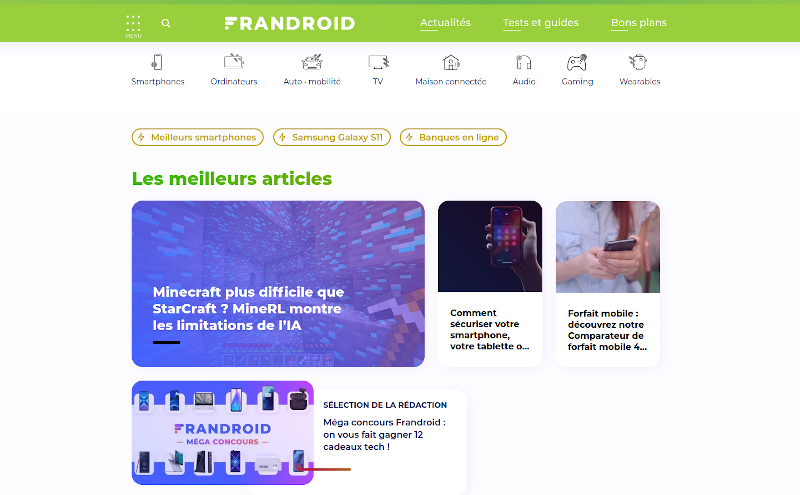 MENU
FRANDROID
Actualités
Tests et guides
Bons plans
Smartphones
Ordinateurs
Auto • mobilité
TV
Maison connectée
Audio
Gaming
Wearables
Meilleurs smartphones
Samsung Galaxy S11
Banques en ligne
Les meilleurs articles
Minecraft plus difficile que
StarCraft ? MineRL montre
les limitations de l'IA
Comment
sécuriser votre
smartphone,
votre tablette o...
Forfait mobile :
découvrez notre
Comparateur de
forfait mobile 4...
FRANDROID
— MÉGA CONCOURS —
SÉLECTION DE LA RÉDACTION
Méga concours Frandroid :
on vous fait gagner 12
cadeaux tech !